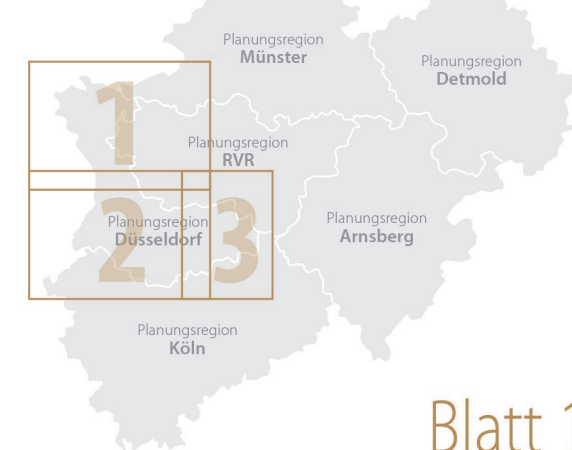 Planungsregion
Münster
Planungsregion
Detmold
1
Planungsregion
RVR
Planungsregion
Düsseldorf
2
3
Planungsregion
Arnsberg
Planungsregion
Köln
Blatt 1